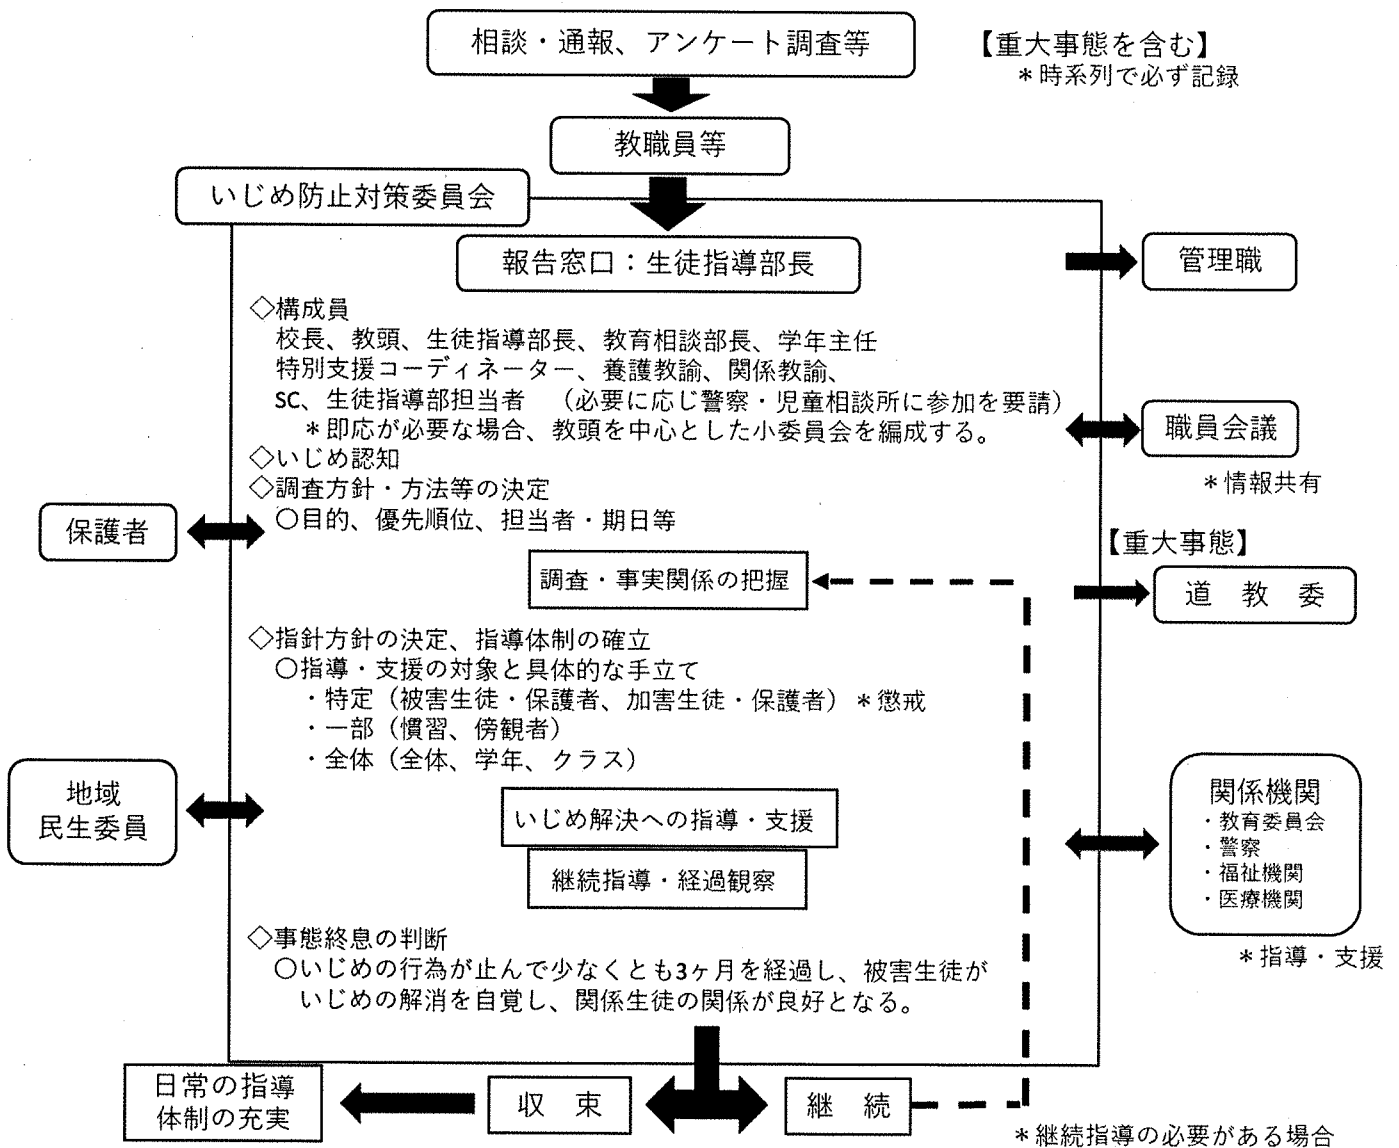 相談・通報、アンケート調査等
【重大事態を含む】
＊時系列で必ず記録
教職員等
いじめ防止対策委員会
報告窓口：生徒指導部長
管理職
◇構成員
校長、教頭、生徒指導部長、教育相談部長、学年主任
特別支援コーディネーター、養護教諭、関係教諭、
SC、生徒指導部担当者　（必要に応じ警察・児童相談所に参加を要請）
＊即応が必要な場合、教頭を中心とした小委員会を編成する。
職員会議
＊情報共有
◇いじめ認知
◇調査方針・方法等の決定
○目的、優先順位、担当者・期日等
保護者
【重大事態】
道　教　委
調査・事実関係の把握
◇指針方針の決定、指導体制の確立
○指導・支援の対象と具体的な手立て
・特定（被害生徒・保護者、加害生徒・保護者）＊懲戒
・一部（慣習、傍観者）
・全体（全体、学年、クラス）
地域
民生委員
いじめ解決への指導・支援
継続指導・経過観察
関係機関
・教育委員会
・警察
・福祉機関
・医療機関
＊指導・支援
◇事態終息の判断
○いじめの行為が止んで少なくとも3ヶ月を経過し、被害生徒が
いじめの解消を自覚し、関係生徒の関係が良好となる。
日常の指導
体制の充実
収　束
継　続
＊継続指導の必要がある場合